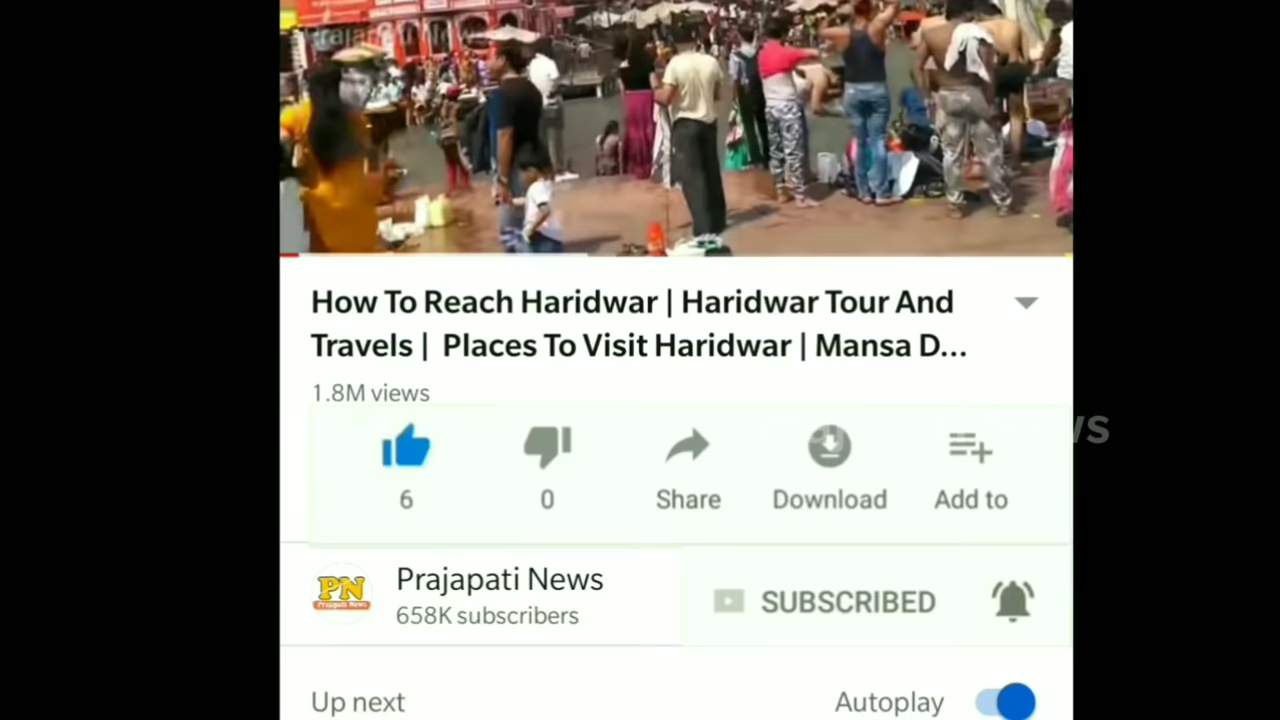 How To Reach Haridwar | Haridwar Tour And
Travels | Places To Visit Haridwar | Mansa D...
1.8M views
6
0
Share
Download
Add to
PN
Prajapati News
Prajapati News
658K subscribers
SUBSCRIBED
Up next
Autoplay